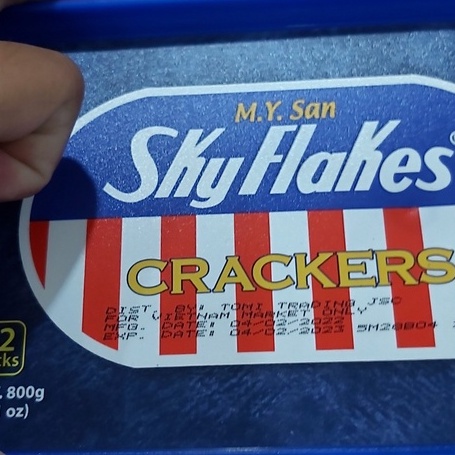 M.Y. San
SkyFlakes
CRACKERS
DIST. BY# TOMI TRADING JSC
FOR VIETNAM MARKET ONLY
MFG. DATE# 04/02/2022
EXP. DATE# 04/02/2023 SM28B04
2
cks
. 800g
oz)